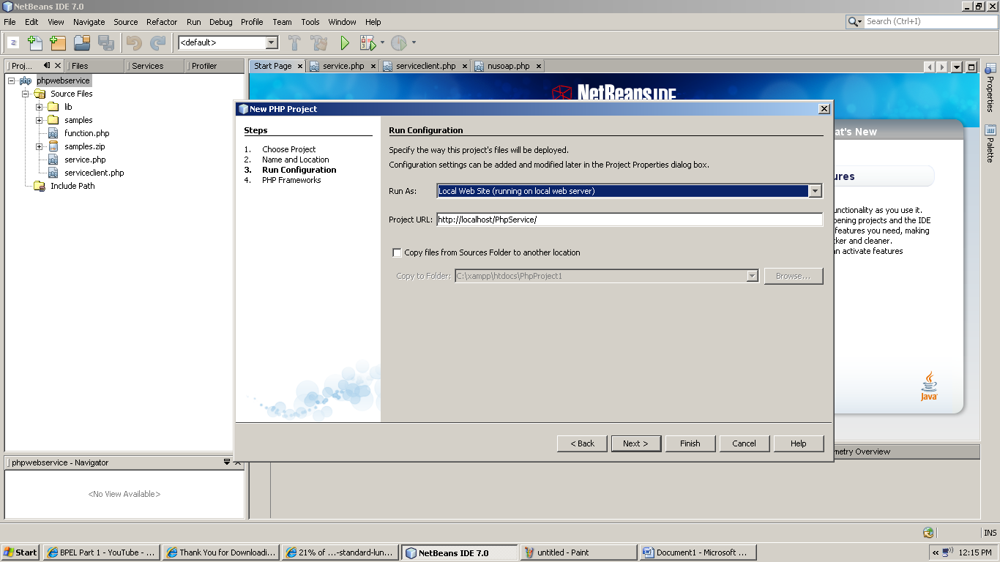 NetBeans IDE 7.0
File Edit View Navigate Source Refactor Run Debug Profile Team Tools Window Help
Search (Ctrl+I)
<default>
Proj... Files Services Profiler
Start Page service.php serviceclient.php nusoap.php
phpwebservice
Source Files
lib
samples
function.php
samples.zip
service.php
serviceclient.php
Include Path
NetBeans IDE
New PHP Project
Steps
1. Choose Project
2. Name and Location
3. Run Configuration
4. PHP Frameworks
Run Configuration
Specify the way this project's files will be deployed.
Configuration settings can be added and modified later in the Project Properties dialog box.
Run As: Local Web Site (running on local web server)
Project URL: http://localhost/PhpService/
Copy files from Sources Folder to another location
Copy to Folder: C:\xampp\htdocs\PhpProject1 Browse...
< Back Next > Finish Cancel Help
at's New
ures
unctionality as you use it.
pening projects and the IDE
features you need, making
ker and cleaner.
n activate features
Java
Properties
Palette
metry Overview
phpwebservice - Navigator
<No View Available>
INS
Start BPEL Part 1 - YouTube - ... Thank You for Downloadi... 21% of ...-standard-lun... NetBeans IDE 7.0 untitled - Paint Document1 - Microsoft ... 12:15 PM